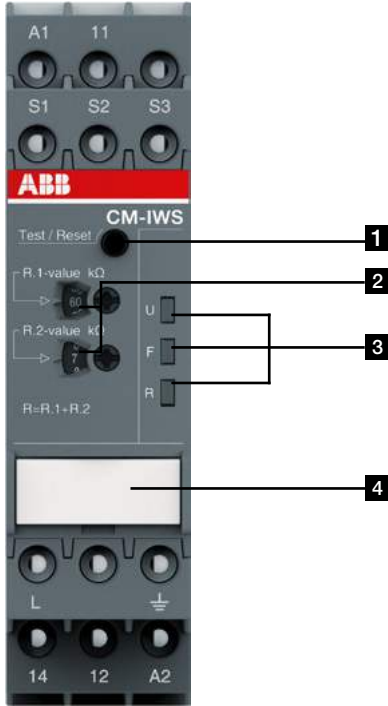 A1 11
S1 S2 S3
ABB
CM-IWS
Test / Reset
1
R.1-value kΩ
2
60
U
R.2-value kΩ
7
F
3
R
R=R.1+R.2
4
L
14 12 A2